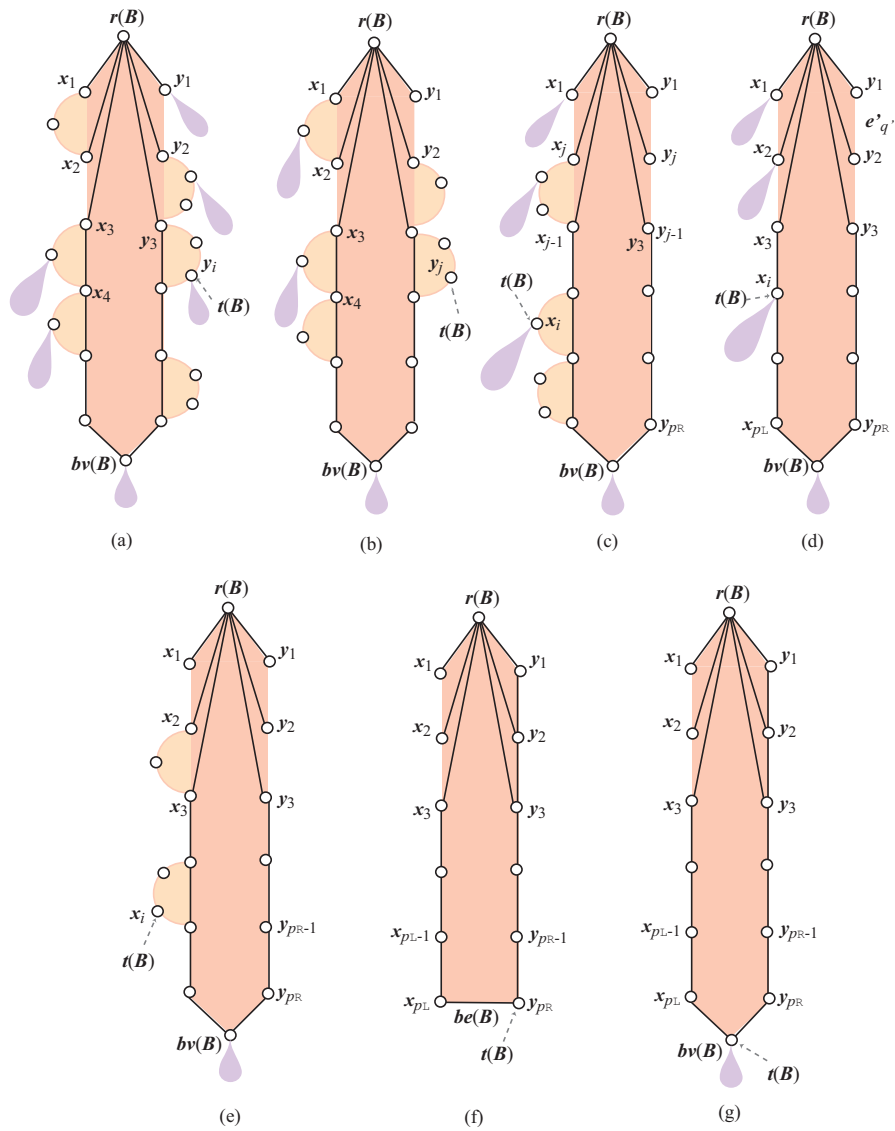 r(B)
x1 y1
x2 y2
x3 y3
x4 yi
t(B)
bv(B)
(a)
r(B)
x1 y1
x2 y2
x3 y3
x4 yj
t(B)
bv(B)
(b)
r(B)
x1 y1
xj yj
xj-1 y3 yj-1
t(B)
xi
ypR
bv(B)
(c)
r(B)
x1 y1
e'q'
x2 y2
x3 y3
xi
t(B)
xpL ypR
bv(B)
(d)
r(B)
x1 y1
x2 y2
x3 y3
xi ypR-1
t(B)
ypR
bv(B)
(e)
r(B)
x1 y1
x2 y2
x3 y3
xpL-1 ypR-1
xpL ypR
be(B)
t(B)
(f)
r(B)
x1 y1
x2 y2
x3 y3
xpL-1 ypR-1
xpL ypR
bv(B)
t(B)
(g)